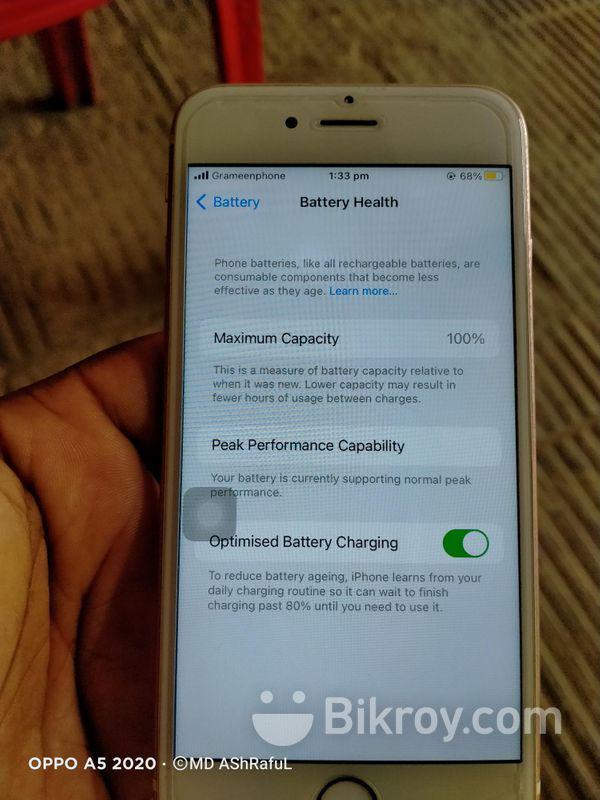 Grameenphone 1:33 pm 68%
Battery Battery Health
Phone batteries, like all rechargeable batteries, are
consumable components that become less
effective as they age. Learn more...
Maximum Capacity 100%
This is a measure of battery capacity relative to
when it was new. Lower capacity may result in
fewer hours of usage between charges.
Peak Performance Capability
Your battery is currently supporting normal peak
performance.
Optimised Battery Charging
To reduce battery ageing, iPhone learns from your
daily charging routine so it can wait to finish
charging past 80% until you need to use it.
Bikroy.com
OPPO A5 2020 · ©MD AShRafuL